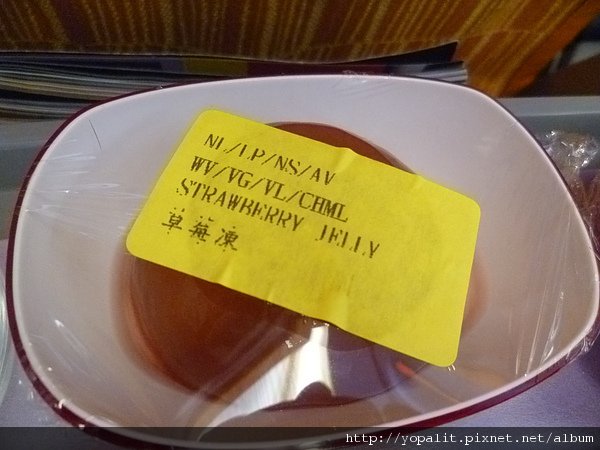 NL/LP/NS/AV
WV/VG/VL/CHML
STRAWBERRY JELLY
草莓凍
http://yopalit.pixnet.net/album